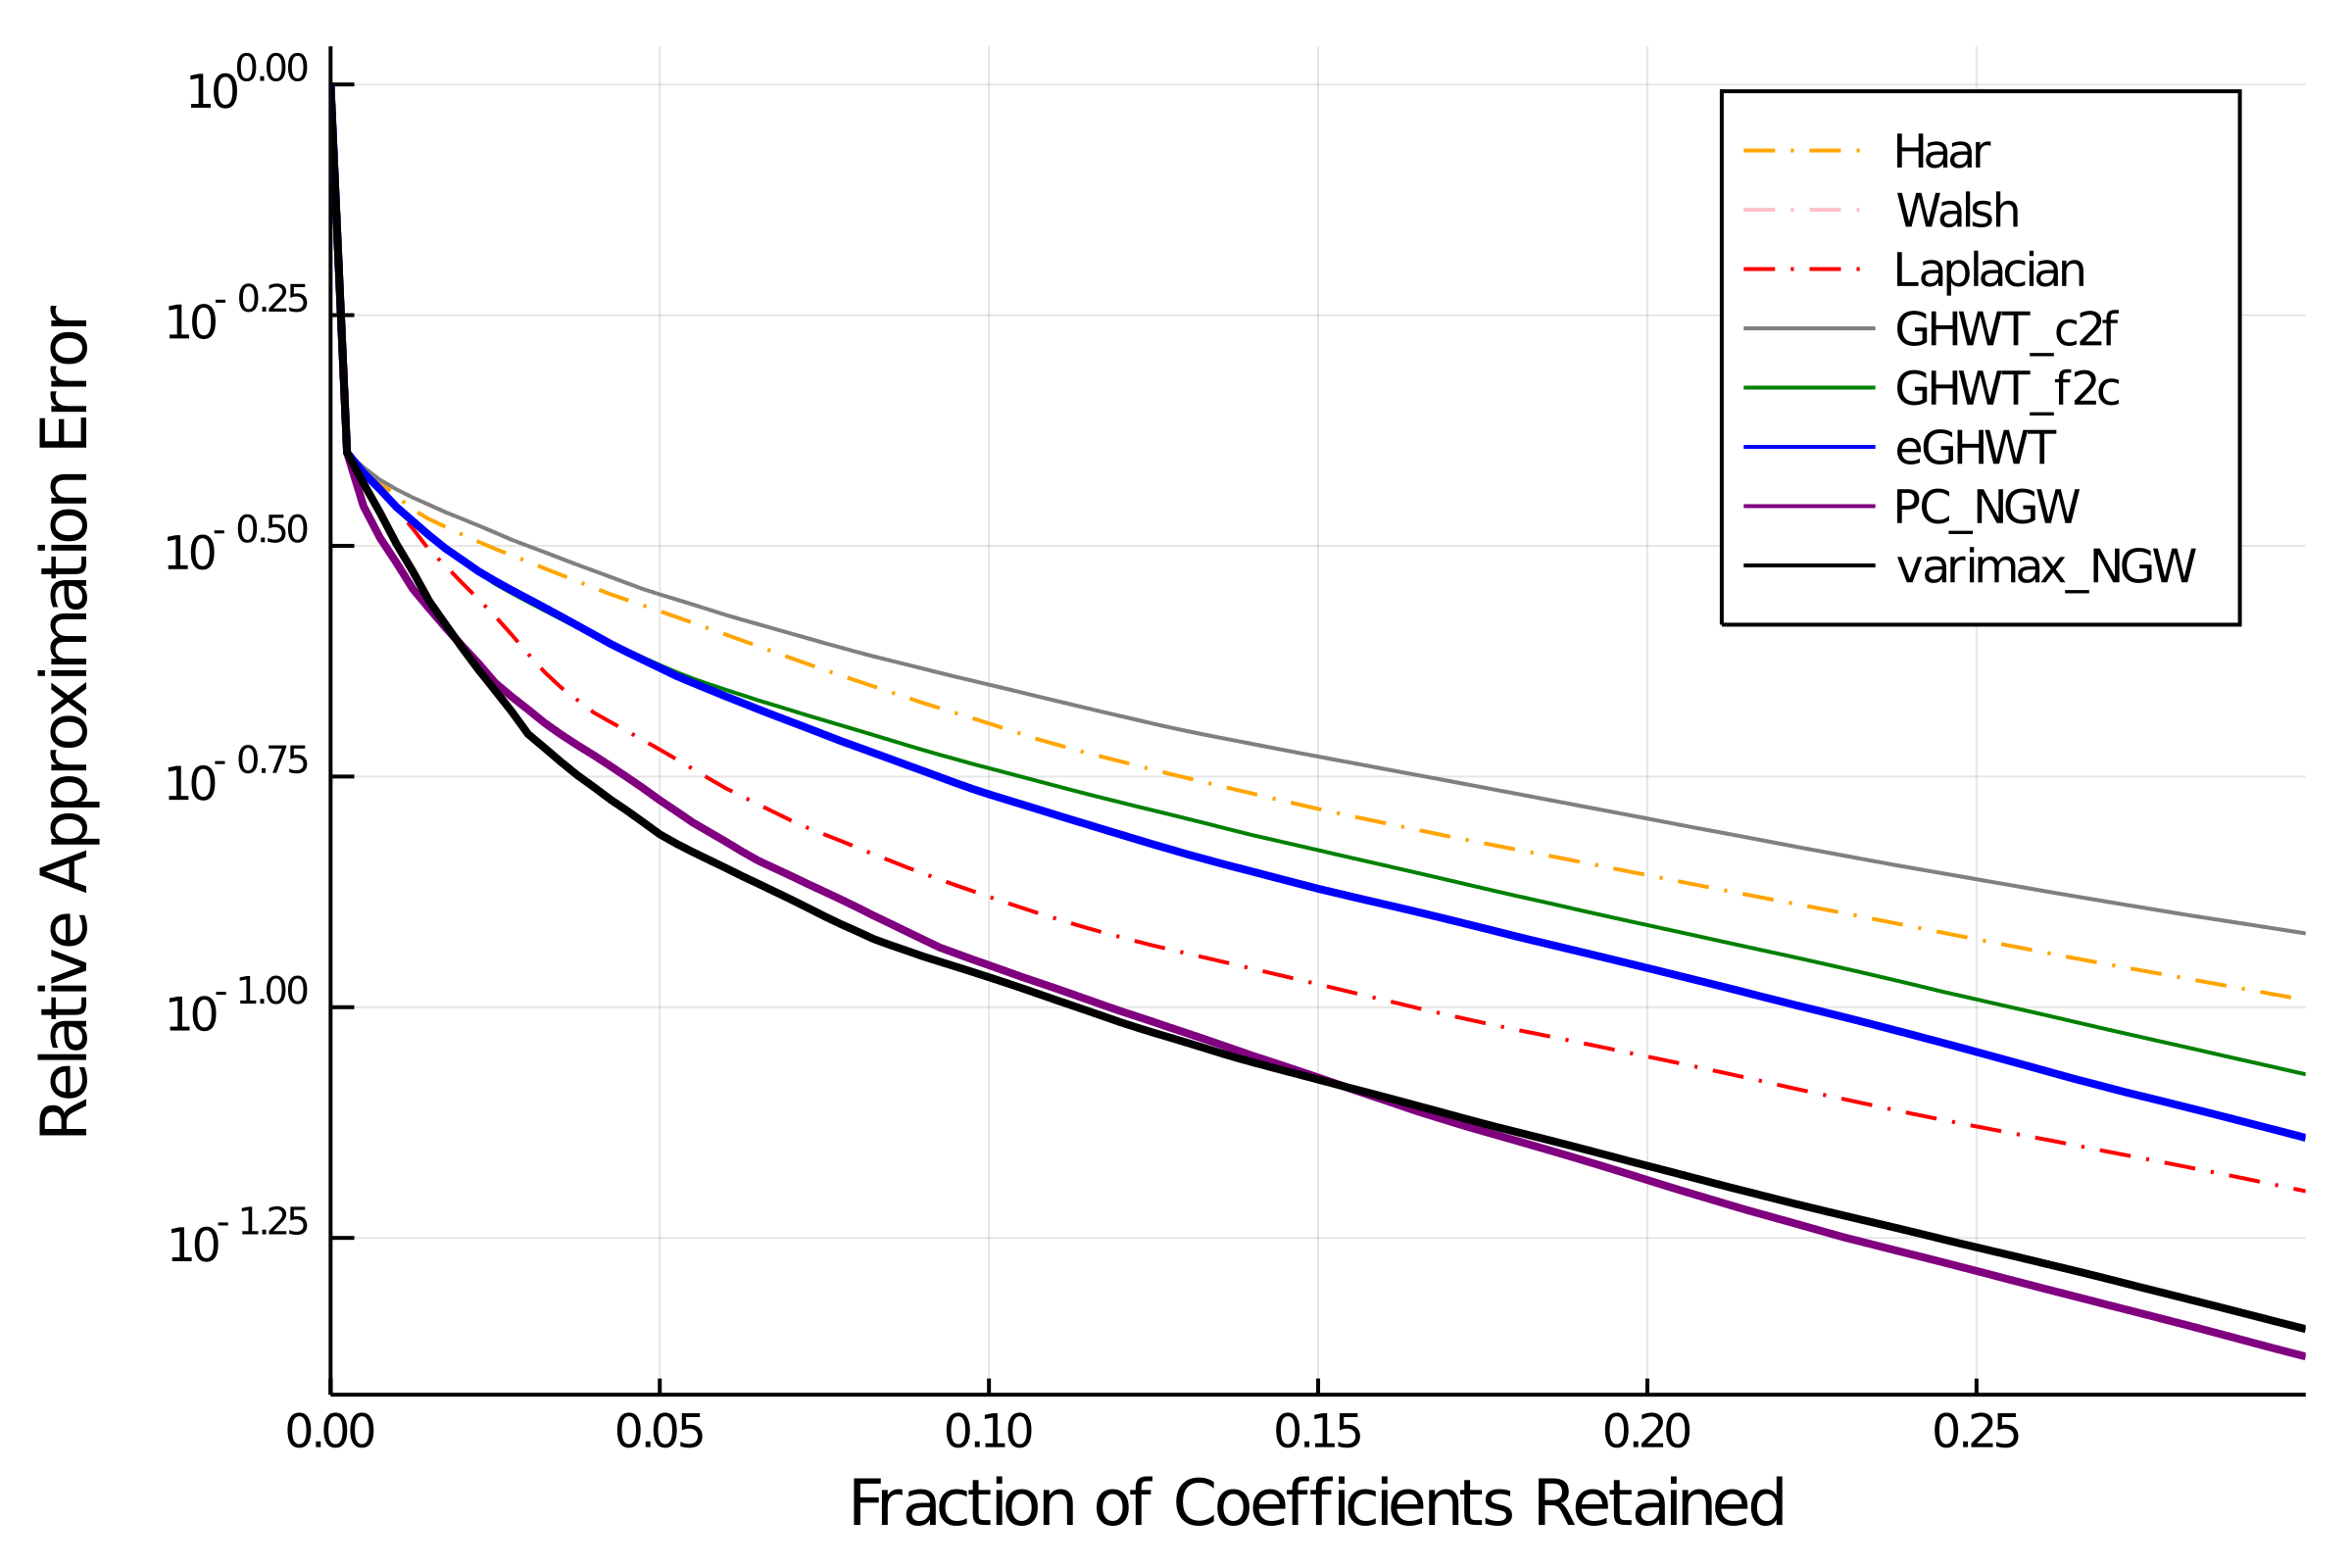 10^0.00
10^- 0.25
10^- 0.50
10^- 0.75
10^- 1.00
10^- 1.25
Relative Approximation Error
Haar
Walsh
Laplacian
GHWT_c2f
GHWT_f2c
eGHWT
PC_NGW
varimax_NGW
0.00 0.05 0.10 0.15 0.20 0.25
Fraction of Coefficients Retained